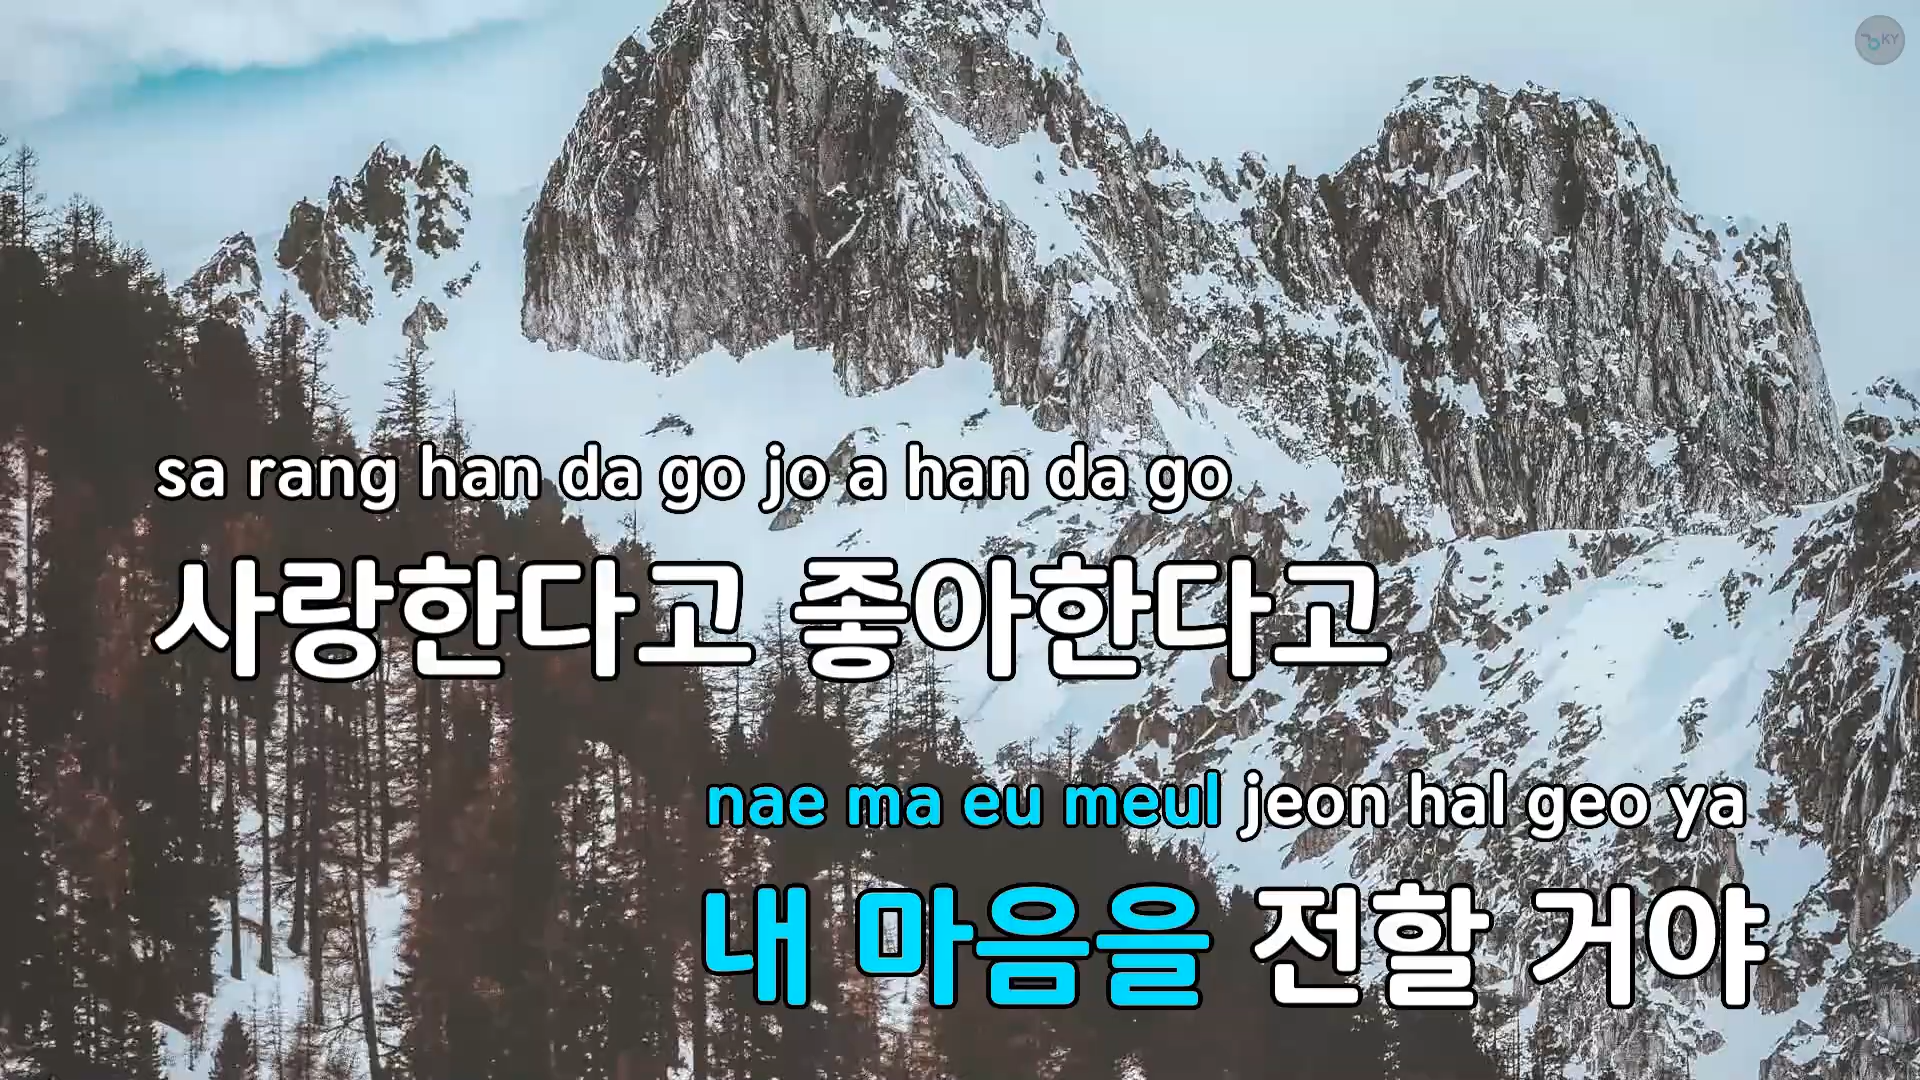 KY
sa rang han da go jo a han da go
사랑한다고 좋아한다고
nae ma eu meul jeon hal geo ya
내 마음을 전할 거야